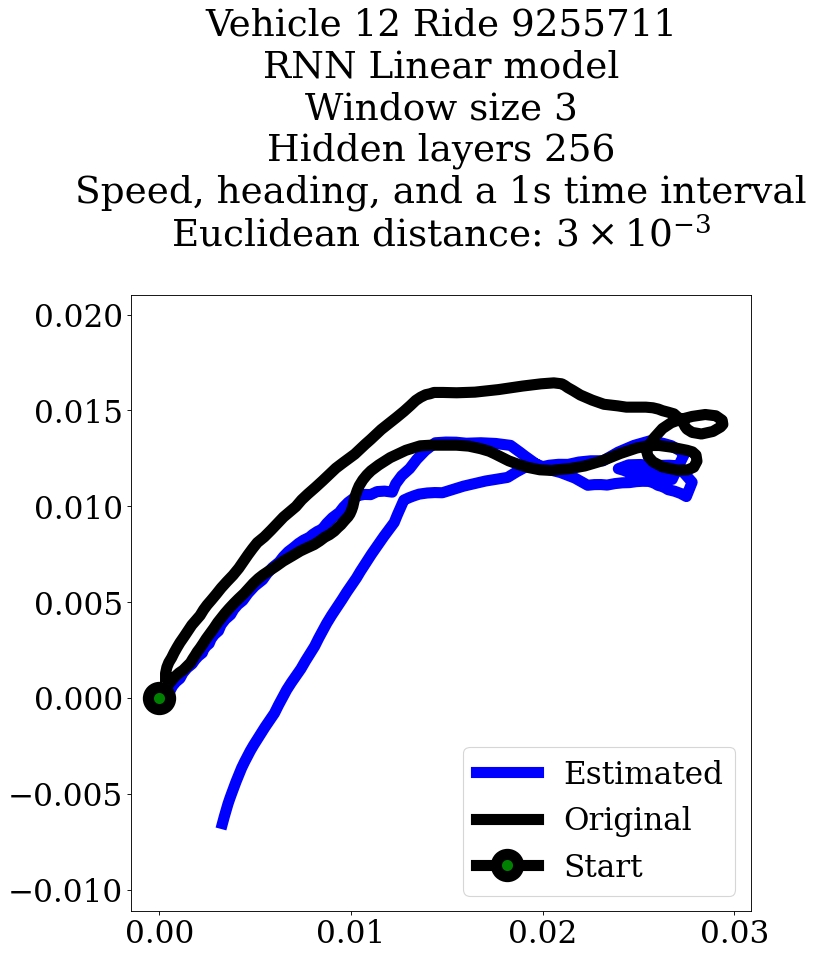 Vehicle 12 Ride 9255711
RNN Linear model
Window size 3
Hidden layers 256
Speed, heading, and a 1s time interval
Euclidean distance: 3 × 10⁻³
0.020
0.015
0.010
0.005
0.000
−0.005
−0.010
Estimated
Original
Start
0.00 0.01 0.02 0.03